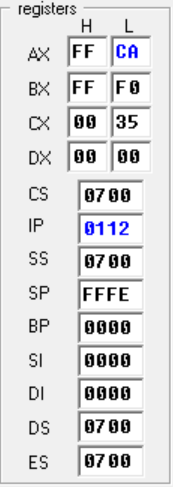 registers
H L
AX FF CA
BX FF F0
CX 00 35
DX 00 00
CS 0700
IP 0112
SS 0700
SP FFFE
BP 0000
SI 0000
DI 0000
DS 0700
ES 0700